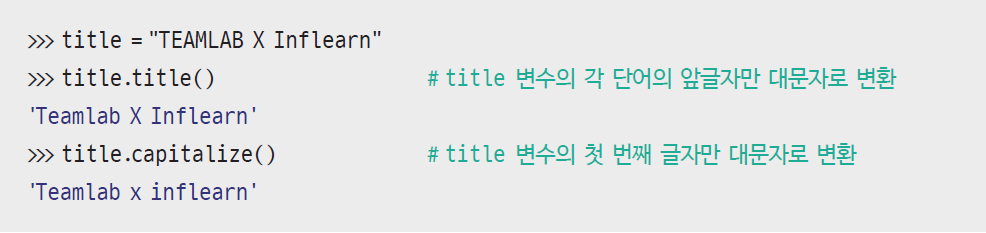 >>> title = "TEAMLAB X Inflearn"
>>> title.title() # title 변수의 각 단어의 앞글자만 대문자로 변환
'Teamlab X Inflearn'
>>> title.capitalize() # title 변수의 첫 번째 글자만 대문자로 변환
'Teamlab x inflearn'